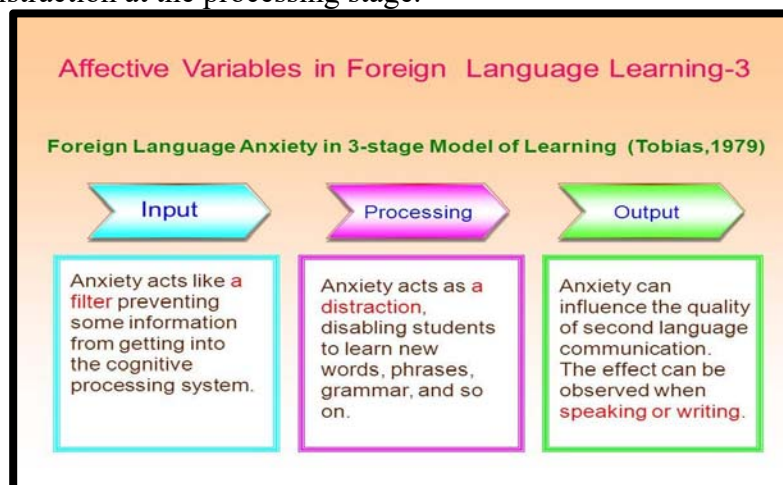 Affective Variables in Foreign Language Learning-3
Foreign Language Anxiety in 3-stage Model of Learning (Tobias,1979)
Input
Processing
Output
Anxiety acts like a
filter preventing
some information
from getting into
the cognitive
processing system.
Anxiety acts as a
distraction,
disabling students
to learn new
words, phrases,
grammar, and so
on.
Anxiety can
influence the quality
of second language
communication.
The effect can be
observed when
speaking or writing.